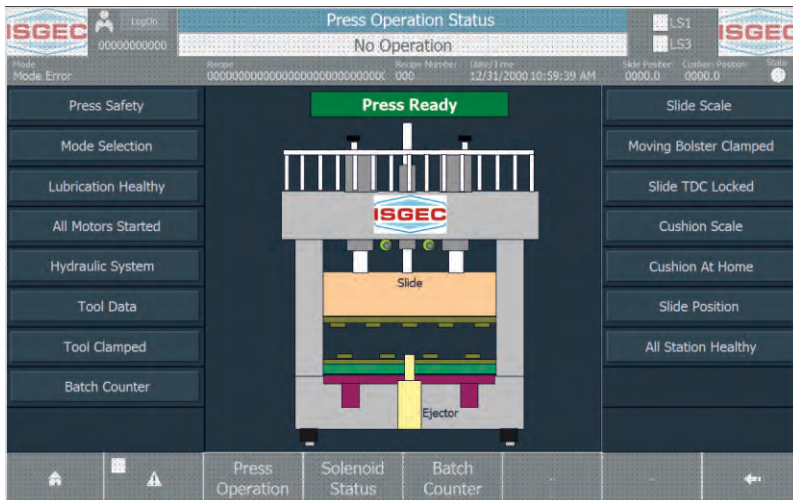 ISGEC
LogOn
00000000000
Press Operation Status
No Operation
LS1
LS3
ISGEC
Mode
Mode Error
Recipe
Recipe Number
000
Date/Time
12/31/2000 10:59:39 AM
Slide Position
0000.0
Cushion Position
0000.0
State
Press Safety
Mode Selection
Lubrication Healthy
All Motors Started
Hydraulic System
Tool Data
Tool Clamped
Batch Counter
Press Ready
ISGEC
Slide
Ejector
Slide Scale
Moving Bolster Clamped
Slide TDC Locked
Cushion Scale
Cushion At Home
Slide Position
All Station Healthy
Press
Operation
Solenoid
Status
Batch
Counter